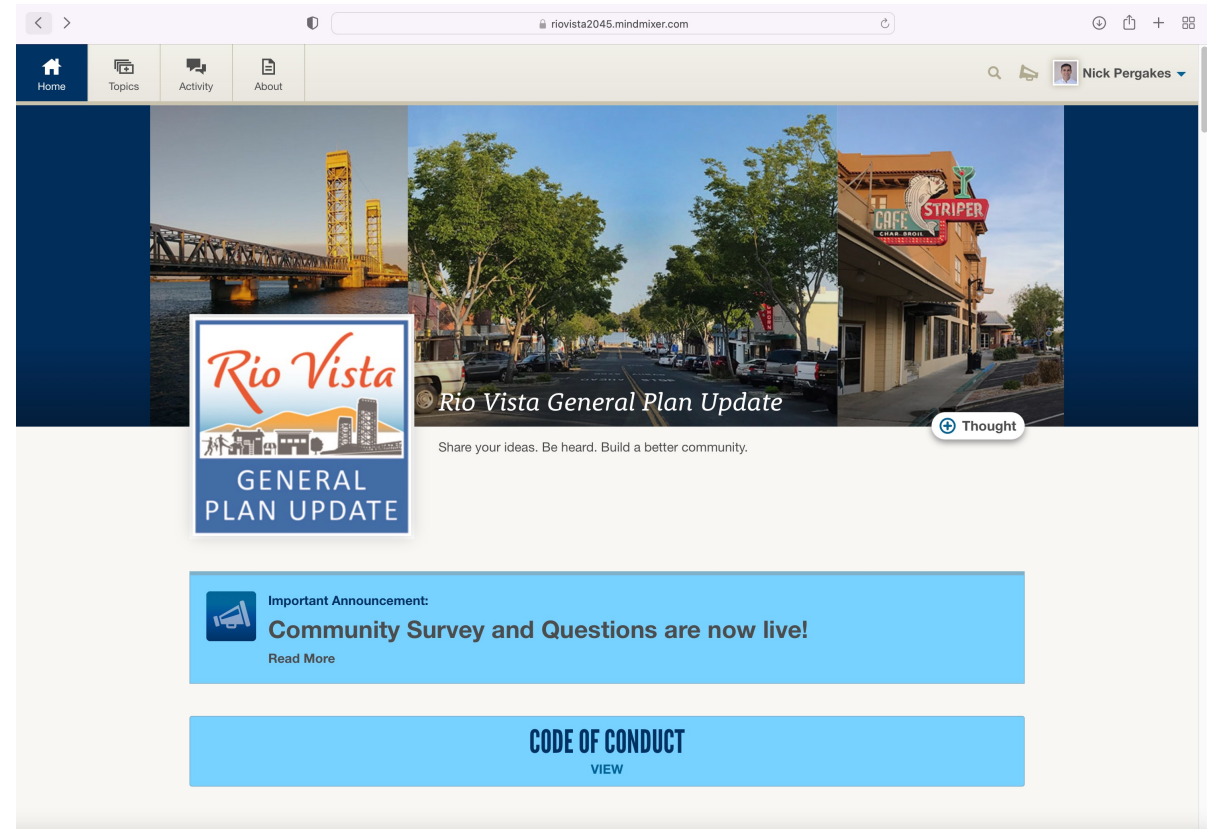 riovista2045.mindmixer.com
Home
Topics
Activity
About
Nick Pergakes
CAFE
STRIPER
CHAR. BROIL
Rio Vista
GENERAL
PLAN UPDATE
Rio Vista General Plan Update
Thought
Share your ideas. Be heard. Build a better community.
Important Announcement:
Community Survey and Questions are now live!
Read More
CODE OF CONDUCT
VIEW